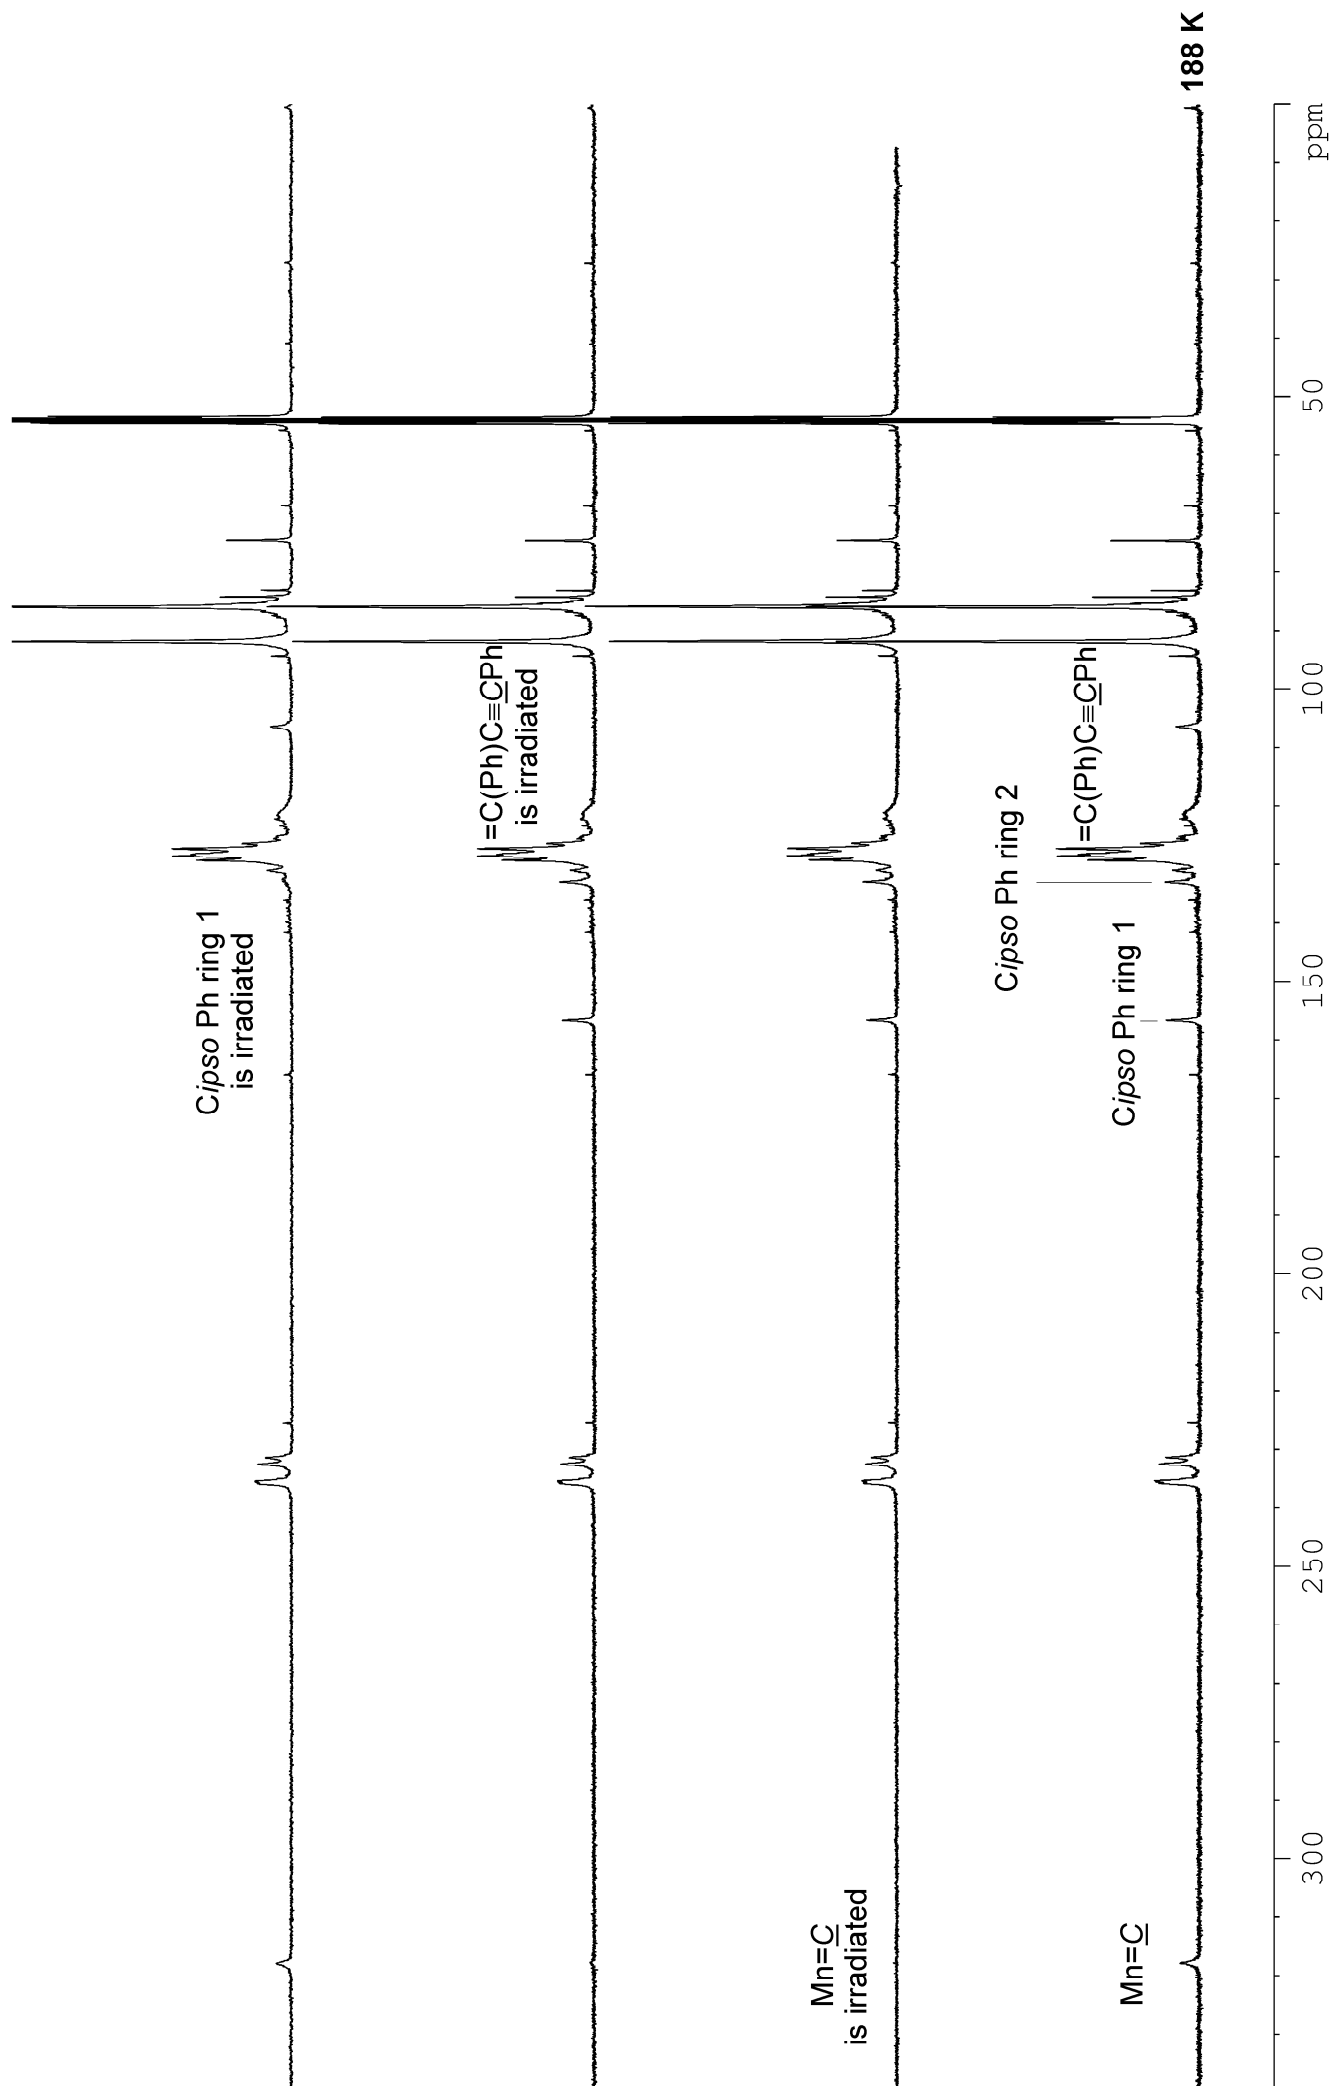 Cipso Ph ring 1
is irradiated
=C(Ph)C≡CPh
is irradiated
Mn=C
is irradiated
Mn=C
Cipso Ph ring 1
Cipso Ph ring 2
=C(Ph)C≡CPh
188 K
300
250
200
150
100
50
ppm